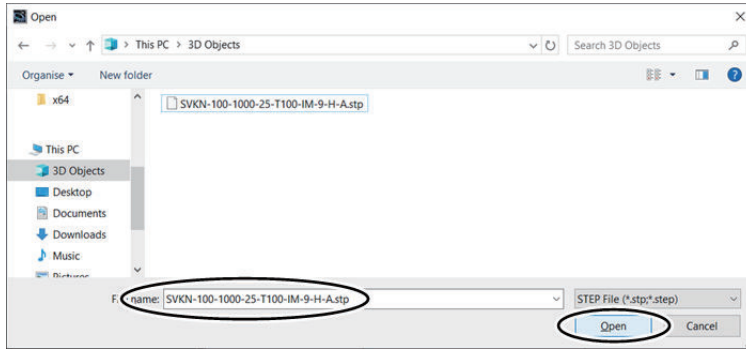 Open
This PC > 3D Objects
Search 3D Objects
Organise
New folder
x64
SVKN-100-1000-25-T100-IM-9-H-A.stp
This PC
3D Objects
Desktop
Documents
Downloads
Music
Pictures
F name: SVKN-100-1000-25-T100-IM-9-H-A.stp
STEP File (*.stp;*.step)
Open
Cancel